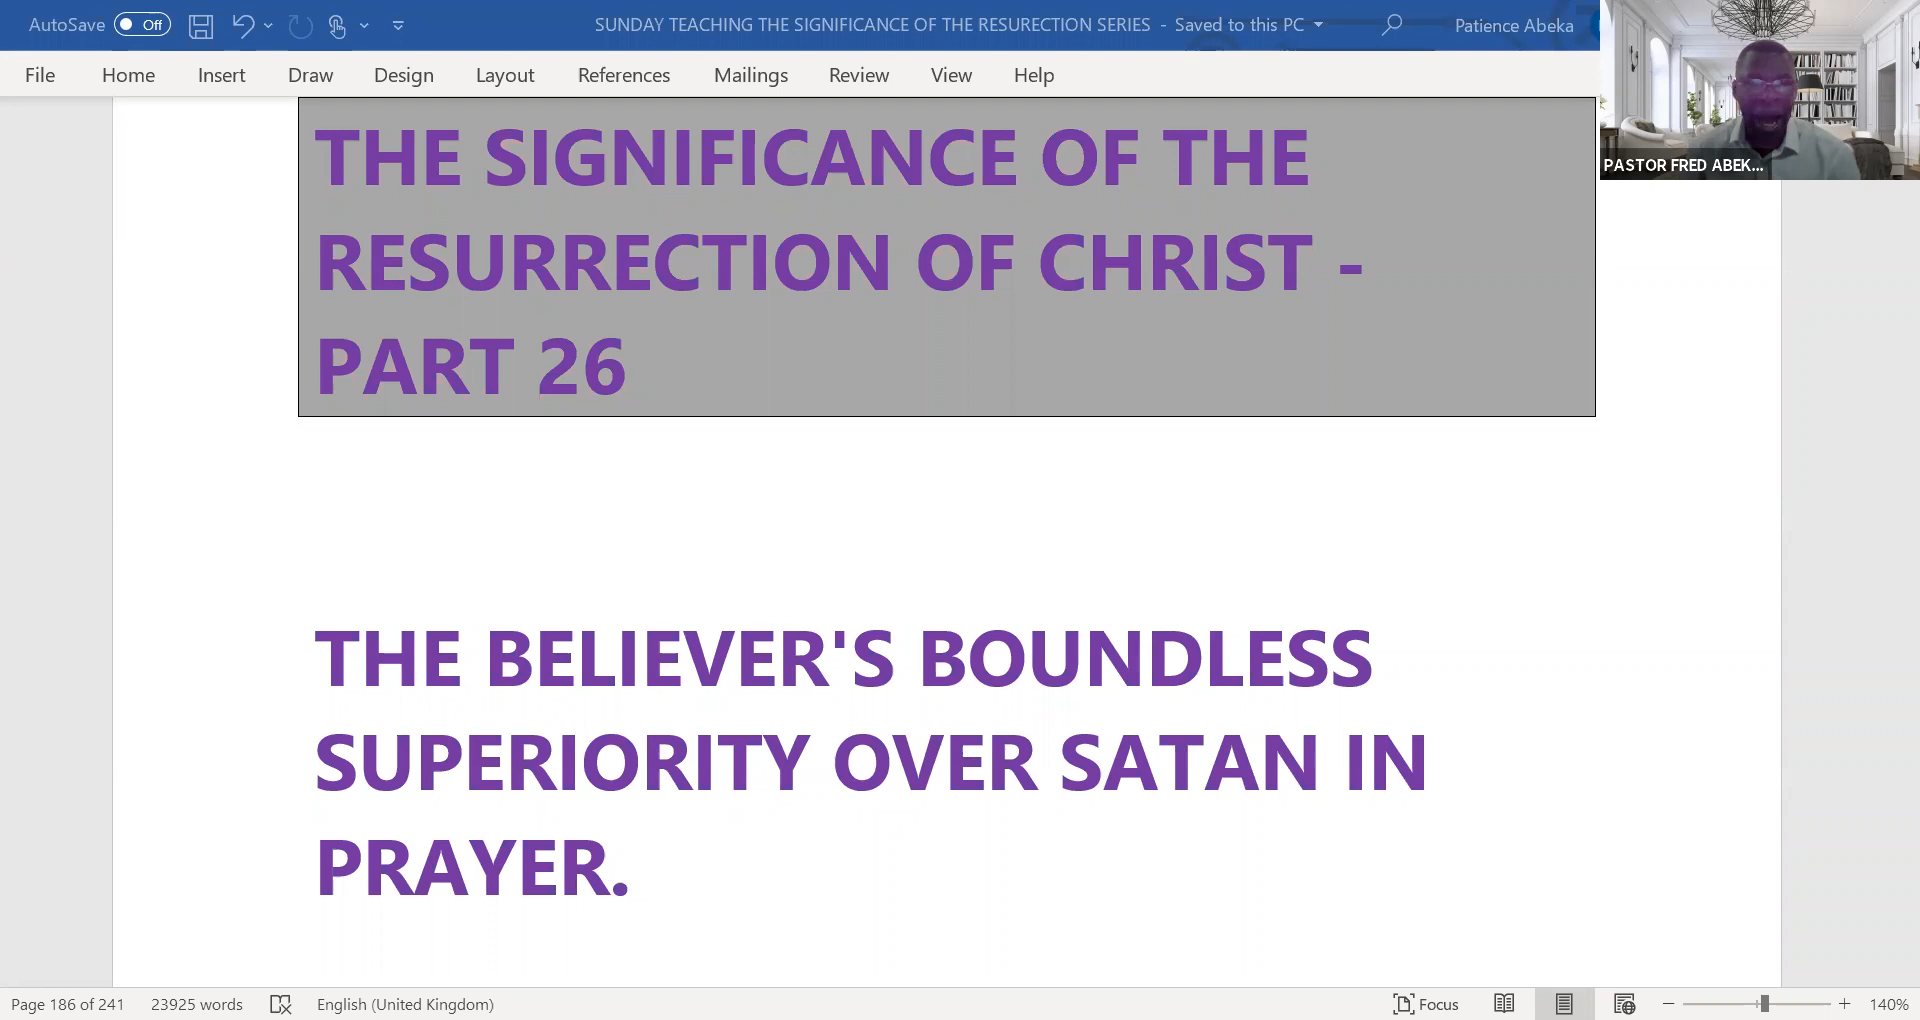 AutoSave Off SUNDAY TEACHING THE SIGNIFICANCE OF THE RESURECTION SERIES - Saved to this PC Patience Abeka
File Home Insert Draw Design Layout References Mailings Review View Help
PASTOR FRED ABEK...
THE SIGNIFICANCE OF THE
RESURRECTION OF CHRIST -
PART 26
THE BELIEVER'S BOUNDLESS
SUPERIORITY OVER SATAN IN
PRAYER.
Page 186 of 241 23925 words English (United Kingdom) Focus 140%